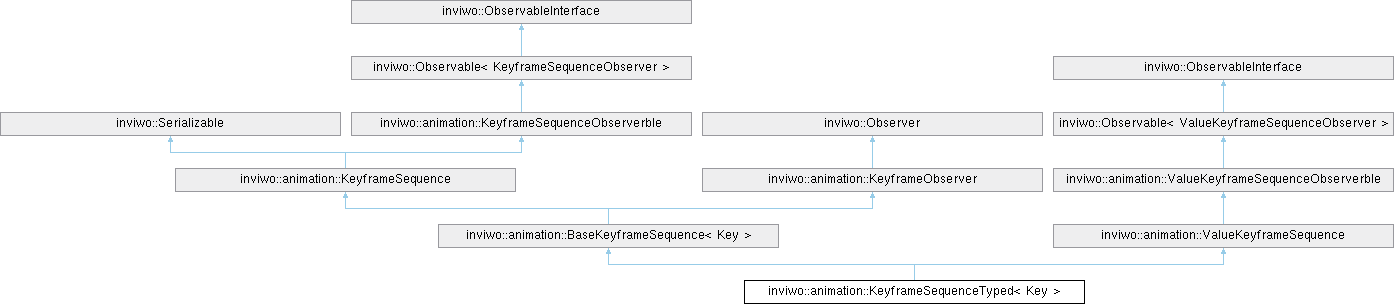 inviwo::ObservableInterface
inviwo::Observable< KeyframeSequenceObserver >
inviwo::ObservableInterface
inviwo::Serializable
inviwo::animation::KeyframeSequenceObserverble
inviwo::Observer
inviwo::Observable< ValueKeyframeSequenceObserver >
inviwo::animation::KeyframeSequence
inviwo::animation::KeyframeObserver
inviwo::animation::ValueKeyframeSequenceObserverble
inviwo::animation::BaseKeyframeSequence< Key >
inviwo::animation::ValueKeyframeSequence
inviwo::animation::KeyframeSequenceTyped< Key >